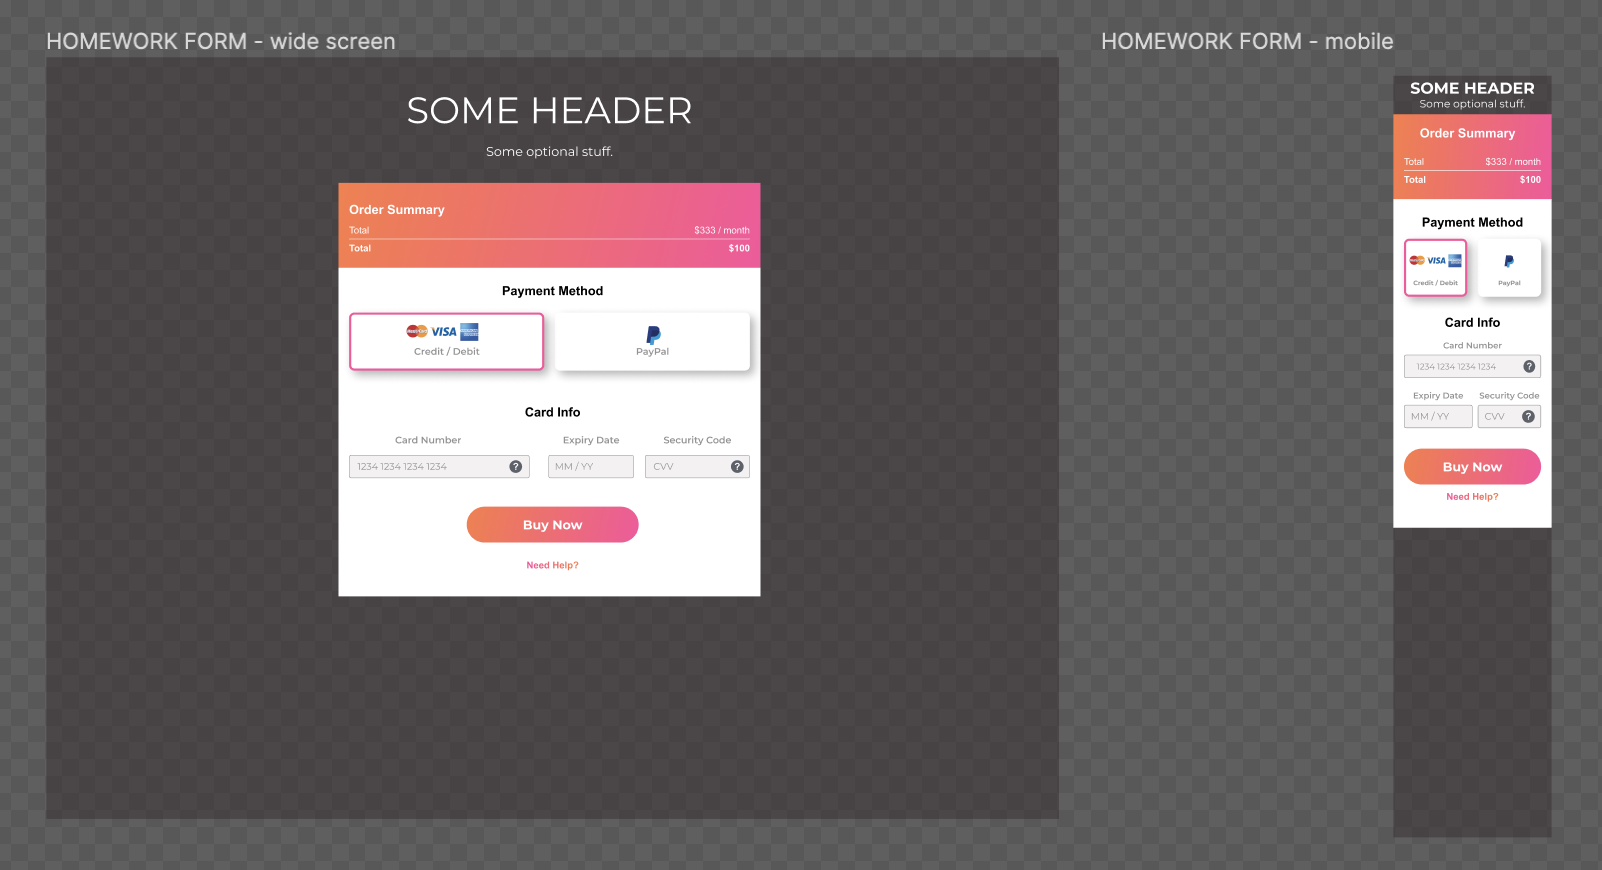 HOMEWORK FORM - wide screen
SOME HEADER
Some optional stuff.
Order Summary
Total $333 / month
Total $100
Payment Method
VISA
Credit / Debit
PayPal
Card Info
Card Number Expiry Date Security Code
1234 1234 1234 1234 ? MM / YY CVV ?
Buy Now
Need Help?
HOMEWORK FORM - mobile
SOME HEADER
Some optional stuff.
Order Summary
Total $333 / month
Total $100
Payment Method
VISA
Credit / Debit PayPal
Card Info
Card Number
1234 1234 1234 1234 ?
Expiry Date Security Code
MM / YY CVV ?
Buy Now
Need Help?